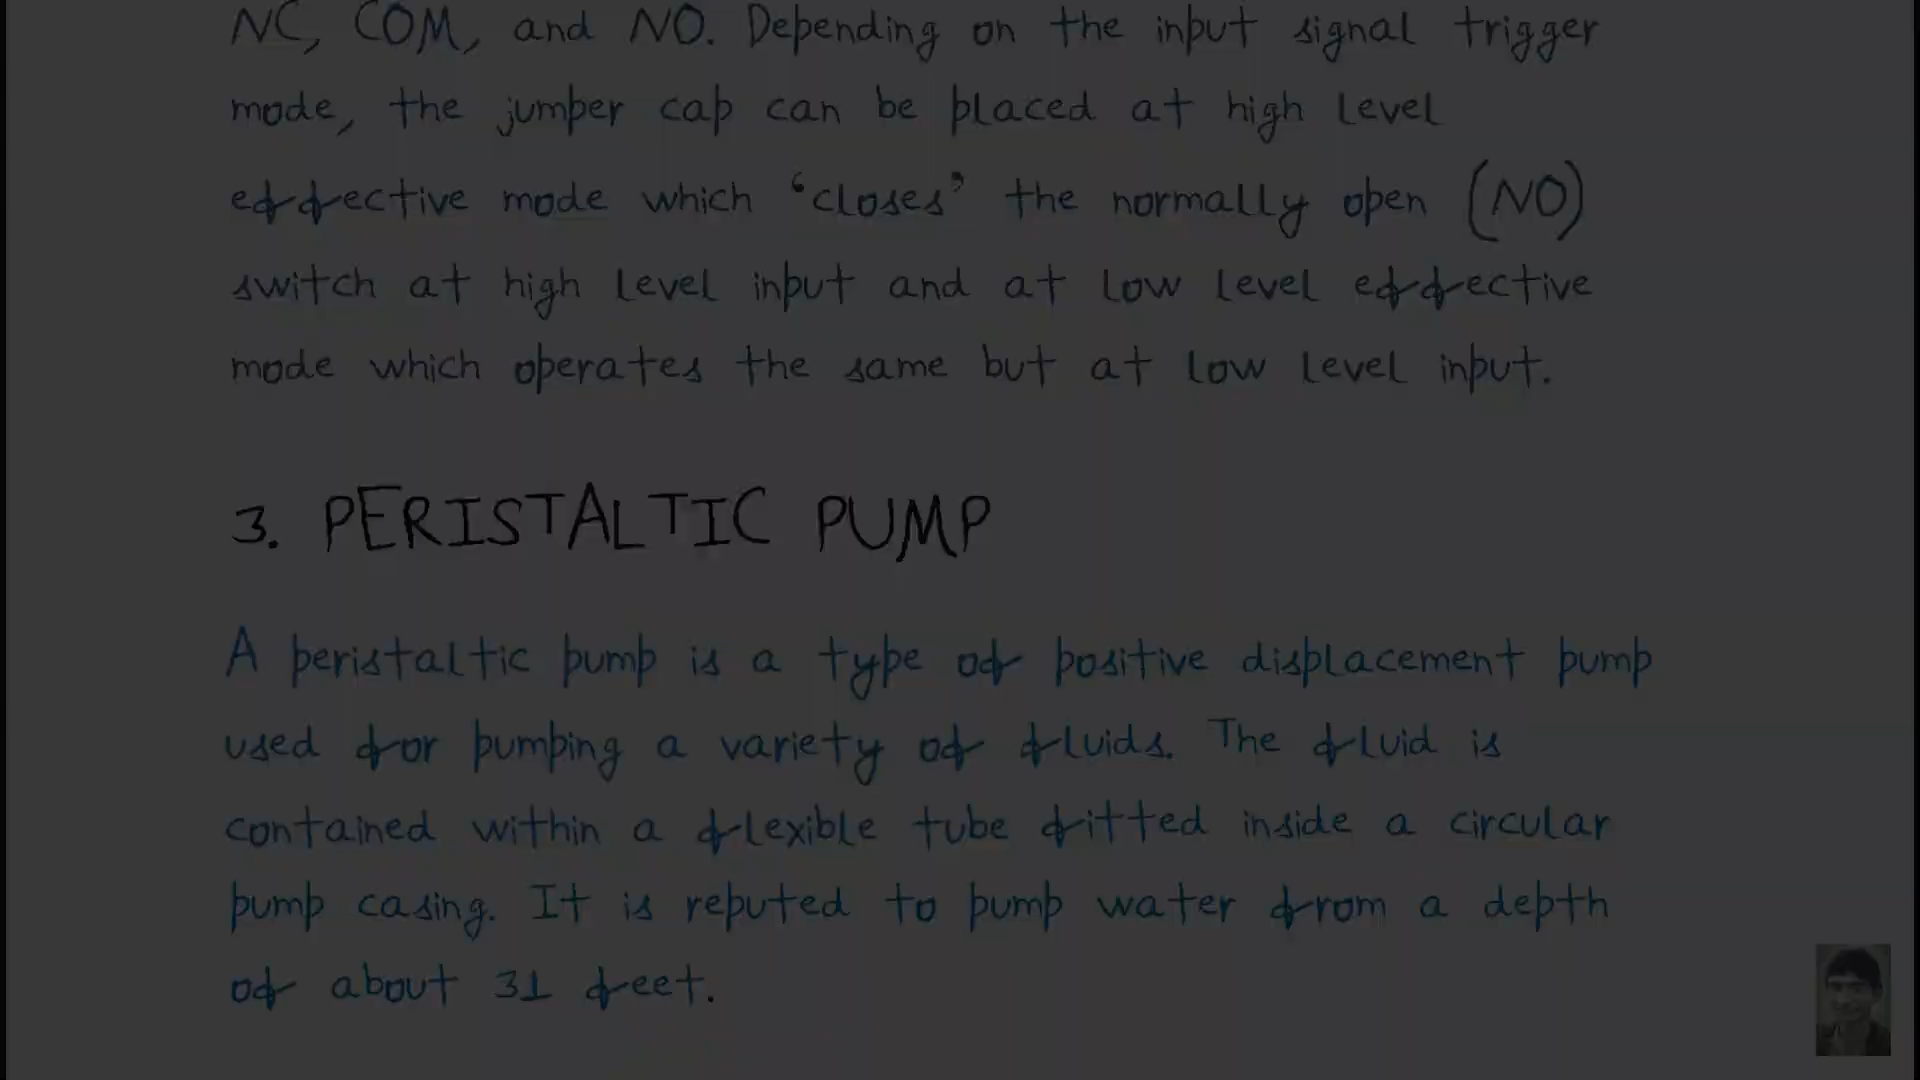 NC, COM, and NO. Depending on the input signal trigger
mode, the jumper cap can be placed at high level
effective mode which ‘closes’ the normally open (NO)
switch at high level input and at low level effective
mode which operates the same but at low level input.
3. PERISTALTIC PUMP
A peristaltic pump is a type of positive displacement pump
used for pumping a variety of fluids. The fluid is
contained within a flexible tube fitted inside a circular
pump casing. It is reputed to pump water from a depth
of about 31 feet.